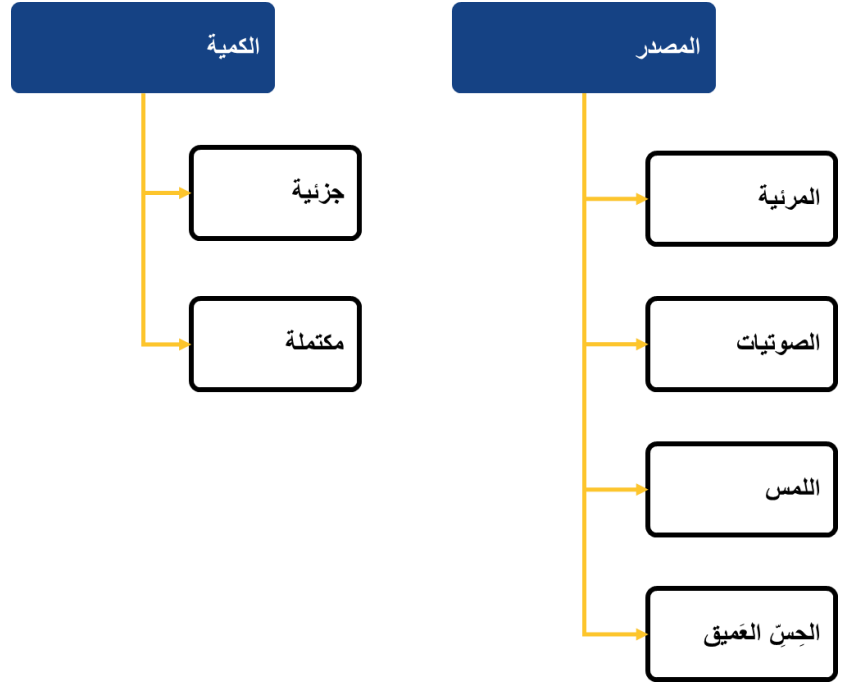 المصدر
المرئية
الصوتيات
اللمس
الحِسِّ العَميق
الكمية
جزئية
مكتملة